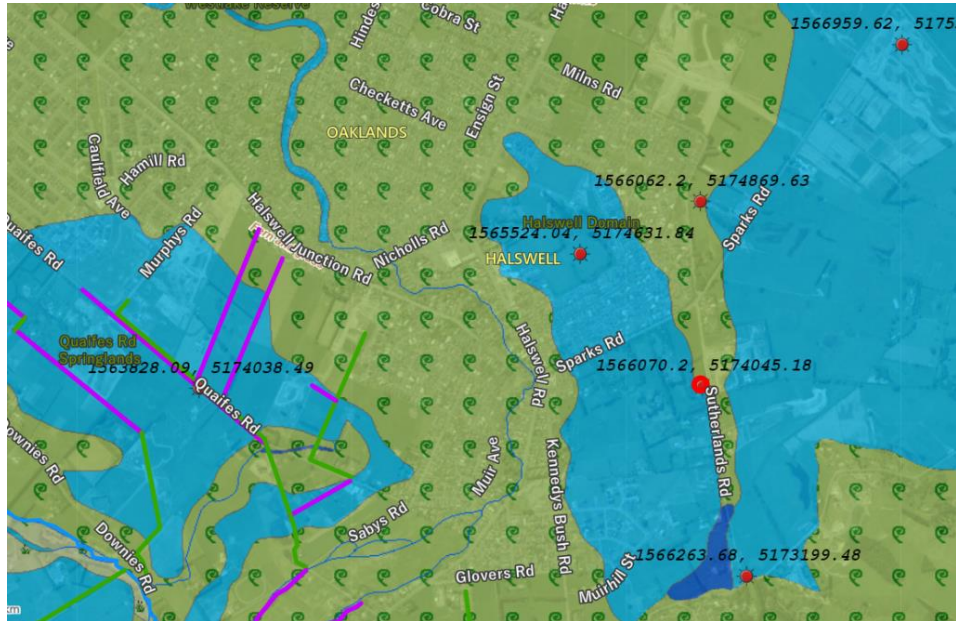 Westlake Reserve
Cobra St
Hindes
1566959.62, 5175
Milns Rd
Checketts Ave
Ensign St
OAKLANDS
Hamill Rd
Caulfield Ave
1566062.2, 5174869.63
Sparks Rd
Murphys Rd
Halswell Junction Rd
Nicholls Rd
Halswell Domain
1565524.04, 5174631.84
HALSWELL
Quaifes Rd
Quaifes Rd
Springlands
Sparks Rd
Halswell Rd
1563828.09, 5174038.49
1566070.2, 5174045.18
Quaifes Rd
Sutherlands Rd
Downies Rd
Muir Ave
Kennedys Bush Rd
Sabys Rd
Downies Rd
1566263.68, 5173199.48
Glovers Rd
Muirhill St
km